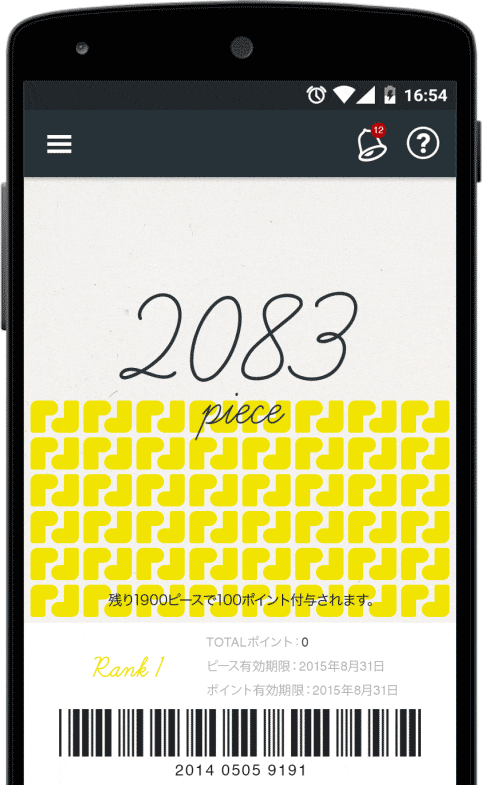 16:54
12
?
2083
piece
残り1900ピースで100ポイント付与されます。
TOTALポイント：0
Rank 1
ピース有効期限：2015年8月31日
ポイント有効期限：2015年8月31日
2014 0505 9191